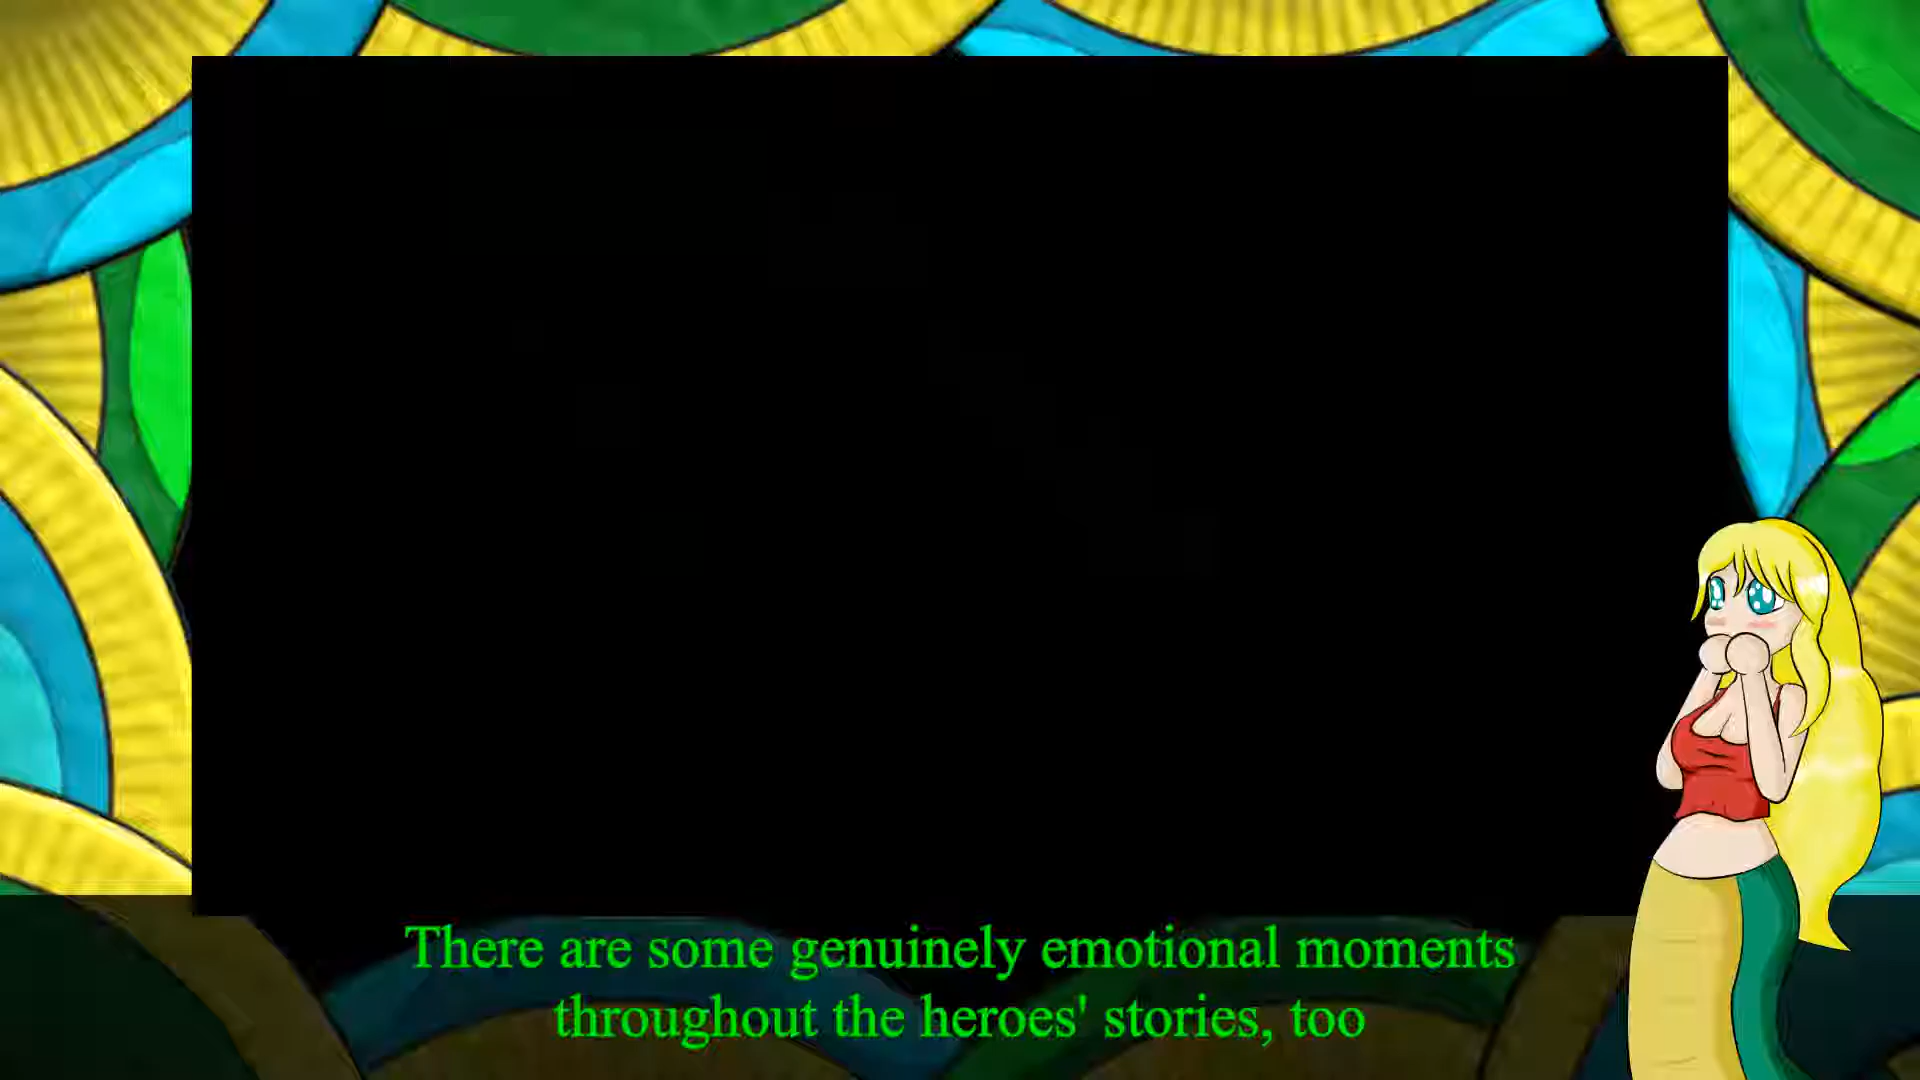 There are some genuinely emotional moments
throughout the heroes' stories, too